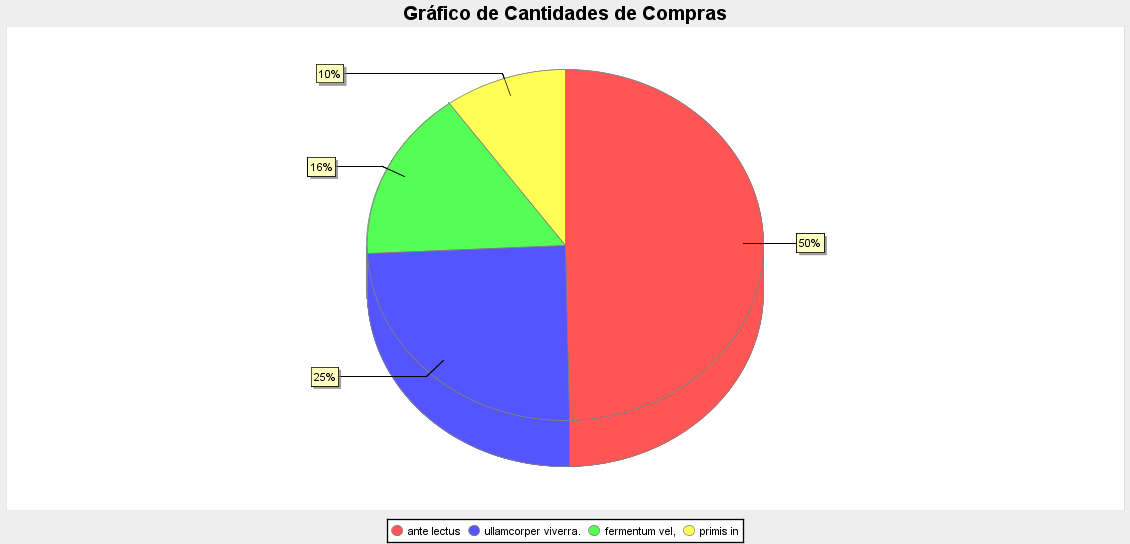 Gráfico de Cantidades de Compras
10%
16%
50%
25%
ante lectus ullamcorper viverra. fermentum vel, primis in